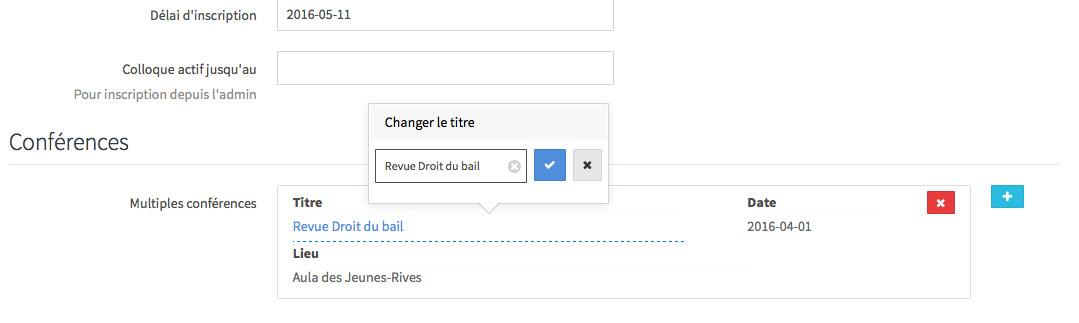 Délai d'inscription
2016-05-11
Colloque actif jusqu'au
Pour inscription depuis l'admin
Changer le titre
Conférences
Revue Droit du bail
Multiples conférences
Titre
Date
Revue Droit du bail
2016-04-01
Lieu
Aula des Jeunes-Rives